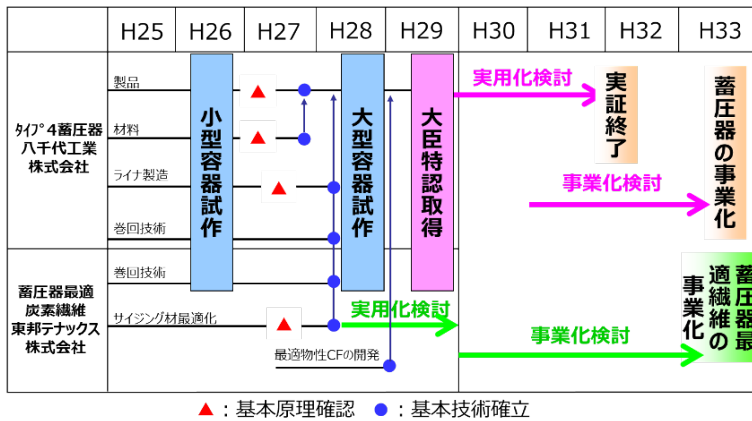 H25 H26 H27 H28 H29 H30 H31 H32 H33
ﾀｲﾌﾟ4蓄圧器
八千代工業
株式会社
製品
材料
ライナ製造
巻回技術
小型容器試作
大型容器試作
大臣特認取得
実用化検討
実証終了
事業化検討
蓄圧器の事業化
蓄圧器最適
炭素繊維
東邦テナックス
株式会社
巻回技術
サイジング材最適化
最適物性CFの開発
実用化検討
事業化検討
蓄圧器最
適繊維の
事業化
▲：基本原理確認 ●：基本技術確立